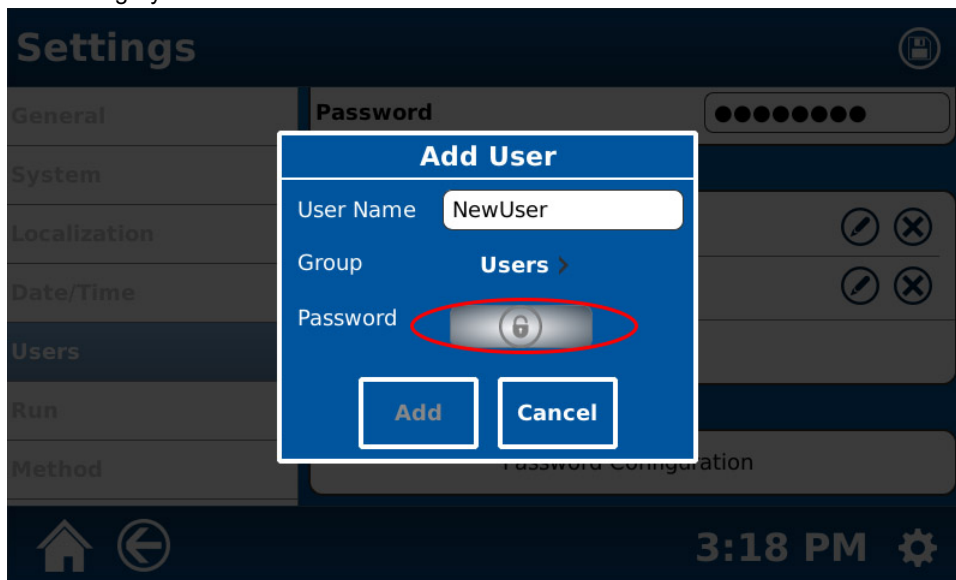 Settings
General
Password ●●●●●●●●
System
Add User
User Name NewUser
Localization
Group Users >
Date/Time
Password
Users
Run
Add Cancel
Method
Password Configuration
3:18 PM